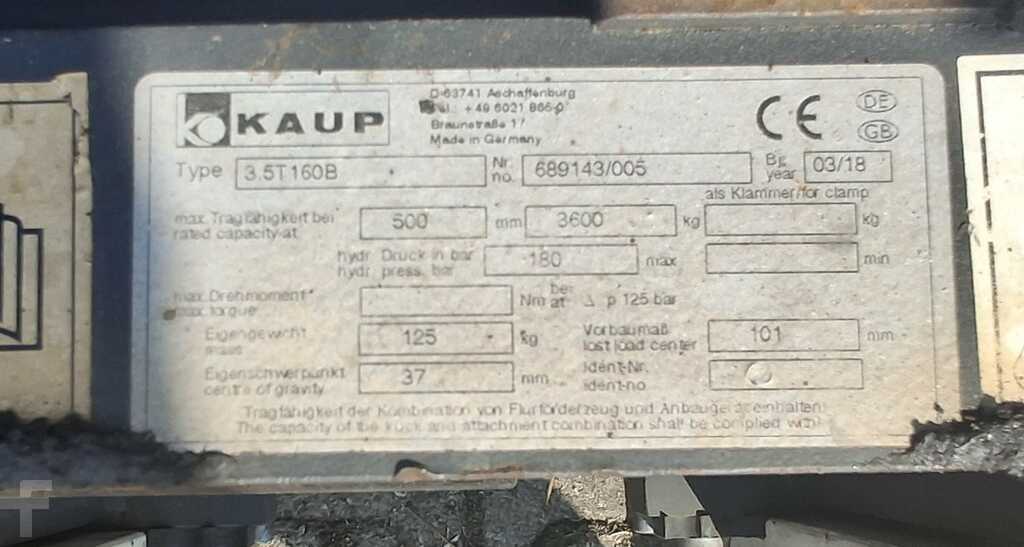 KAUP
D-63741 Aschaffenburg
Tel.: +49 6021 865-0
Braunstraße 17
Made in Germany
CE DE
GB
Type 3.5T160B Nr. no. 689143/005 Bj. year 03/18
als Klammer/for clamp
max. Tragfähigkeit bei
rated capacity at 500 mm 3600 kg kg
hydr. Druck in bar
hydr. press. bar 180 max min
max. Drehmoment
max. torque Nm bei at Δ p 125 bar
Eigengewicht
mass 125 kg Vorbaumaß
lost load center 101 mm
Eigenschwerpunkt
centre of gravity 37 mm Ident-Nr.
ident-no
Tragfähigkeit der Kombination von Flurförderzeug und Anbaugerät einhalten
The capacity of the truck and attachment combination shall be complied with